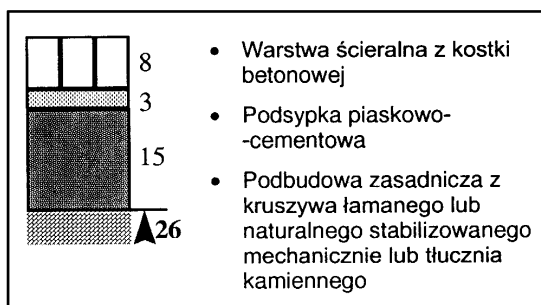 8
3
15
26
• Warstwa ścieralna z kostki
betonowej
• Podsypka piaskowo-
-cementowa
• Podbudowa zasadnicza z
kruszywa łamanego lub
naturalnego stabilizowanego
mechanicznie lub tłucznia
kamiennego